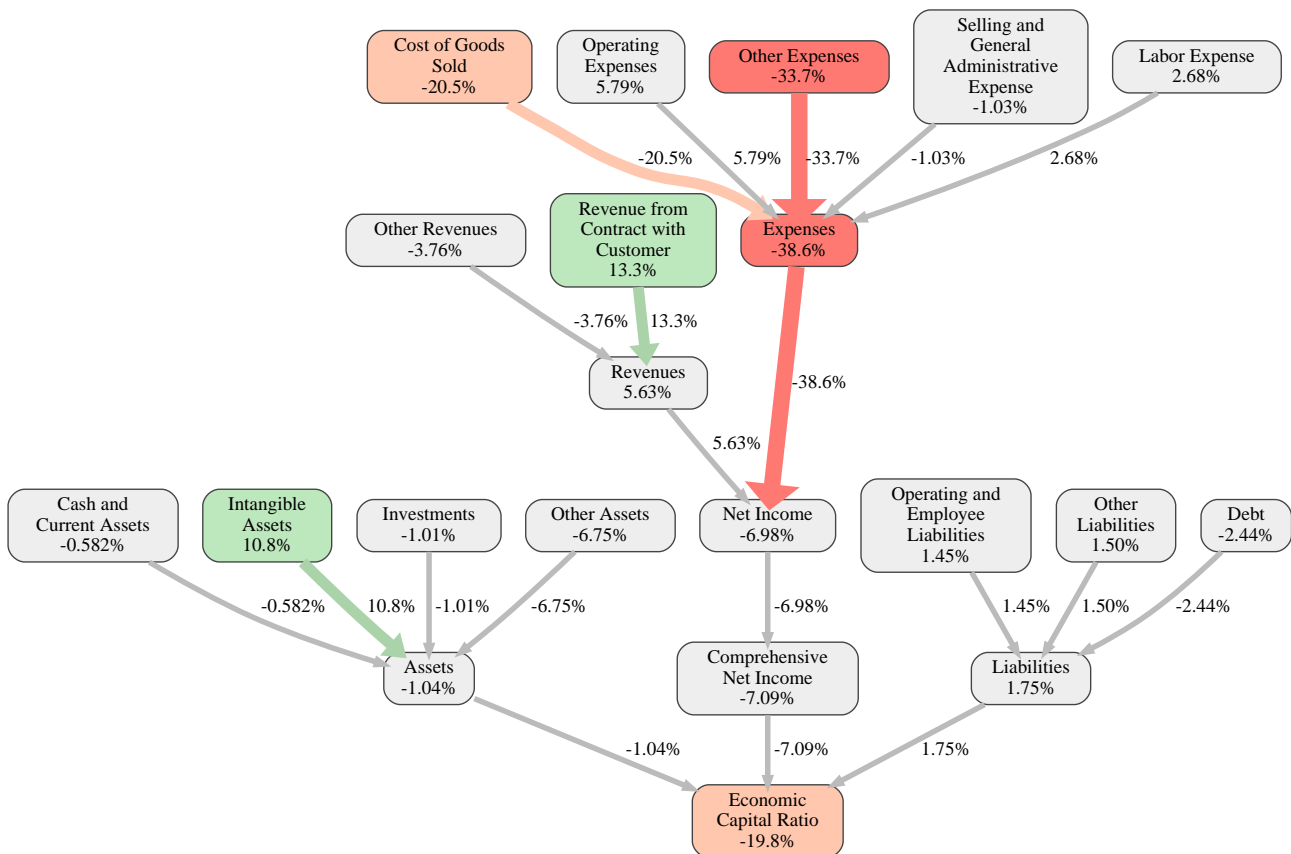 Cost of Goods
Sold
-20.5%
Operating
Expenses
5.79%
Other Expenses
-33.7%
Selling and
General
Administrative
Expense
-1.03%
Labor Expense
2.68%
-20.5%
5.79%
-33.7%
-1.03%
2.68%
Other Revenues
-3.76%
Revenue from
Contract with
Customer
13.3%
Expenses
-38.6%
-3.76%
13.3%
Revenues
5.63%
-38.6%
5.63%
Cash and
Current Assets
-0.582%
Intangible
Assets
10.8%
Investments
-1.01%
Other Assets
-6.75%
Net Income
-6.98%
Operating and
Employee
Liabilities
1.45%
Other
Liabilities
1.50%
Debt
-2.44%
-0.582%
10.8%
-1.01%
-6.75%
-6.98%
1.45%
1.50%
-2.44%
Assets
-1.04%
Comprehensive
Net Income
-7.09%
Liabilities
1.75%
-1.04%
-7.09%
1.75%
Economic
Capital Ratio
-19.8%